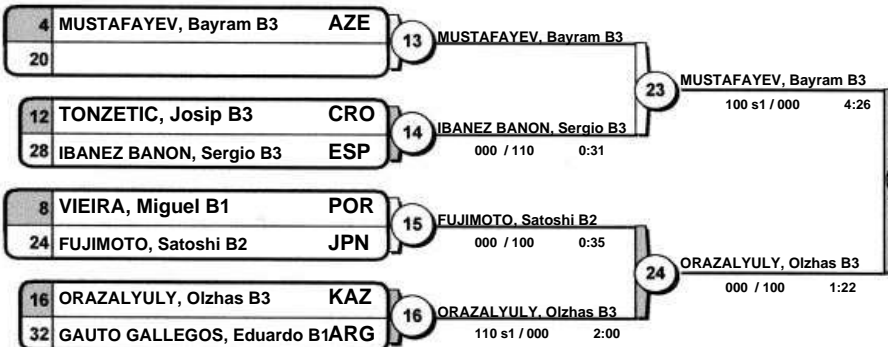 4 MUSTAFAYEV, Bayram B3 AZE
20
13
MUSTAFAYEV, Bayram B3
12 TONZETIC, Josip B3 CRO
28 IBANEZ BANON, Sergio B3 ESP
14
IBANEZ BANON, Sergio B3
000 / 110 0:31
23
MUSTAFAYEV, Bayram B3
100 s1 / 000 4:26
8 VIEIRA, Miguel B1 POR
24 FUJIMOTO, Satoshi B2 JPN
15
FUJIMOTO, Satoshi B2
000 / 100 0:35
16 ORAZALYULY, Olzhas B3 KAZ
32 GAUTO GALLEGOS, Eduardo B1 ARG
16
ORAZALYULY, Olzhas B3
110 s1 / 000 2:00
24
ORAZALYULY, Olzhas B3
000 / 100 1:22